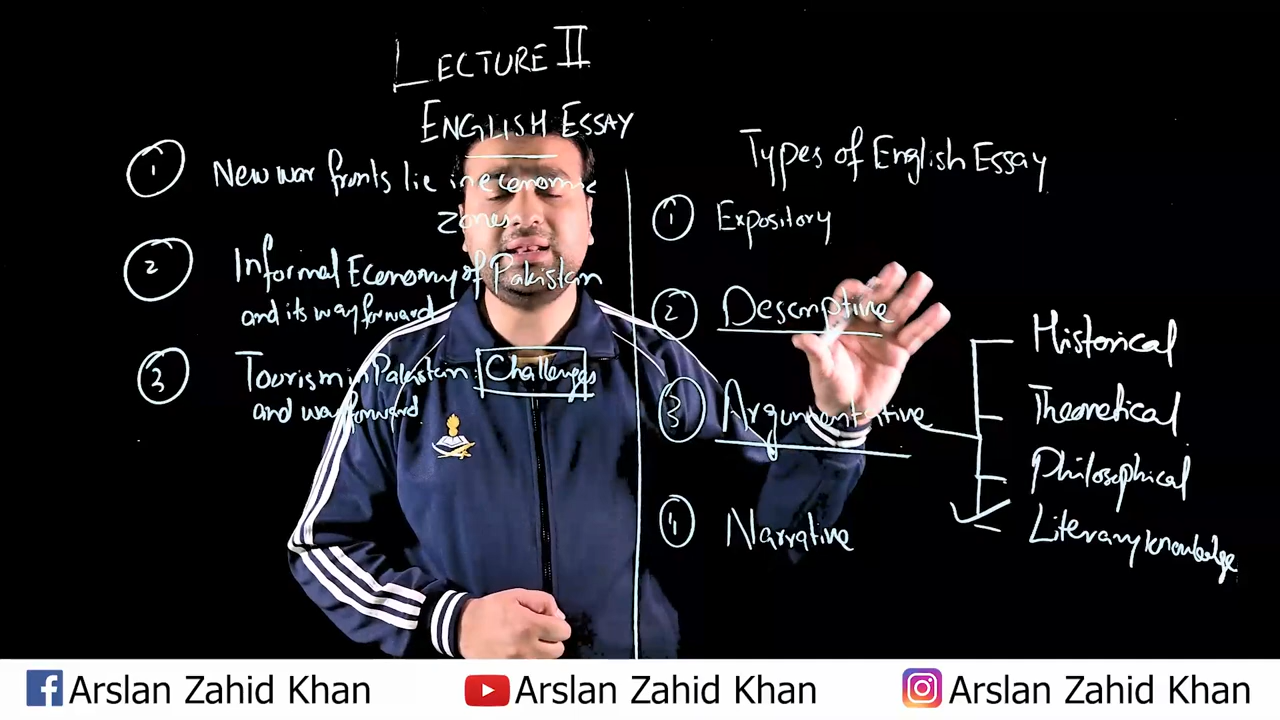 LECTURE II
ENGLISH ESSAY
1 New war fronts lie in economic
zones
2 Informal Economy of Pakistan
and its way forward
3 Tourism in Pakistan: Challenges
and way forward
Types of English Essay
1 Expository
2 Descriptive
3 Argumentative
4 Narrative
Historical
Theoretical
Philosophical
Literary knowledge
Arslan Zahid Khan
Arslan Zahid Khan
Arslan Zahid Khan